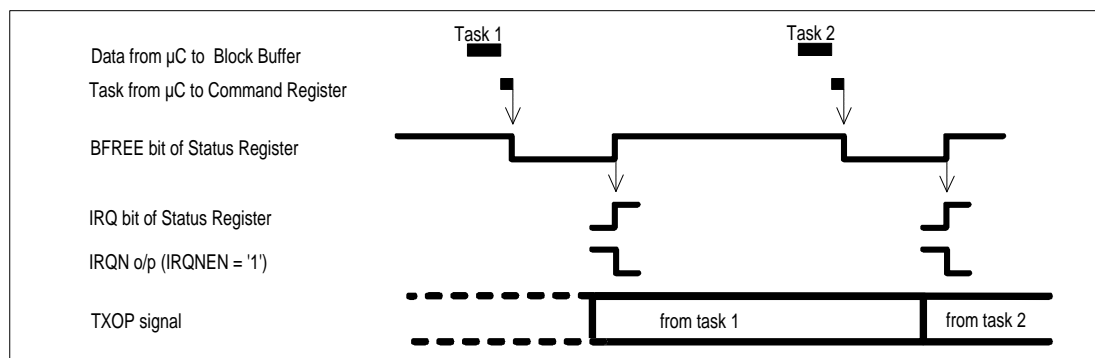 Task 1
Task 2
Data from µC to Block Buffer
Task from µC to Command Register
BFREE bit of Status Register
IRQ bit of Status Register
IRQN o/p (IRQNEN = '1')
TXOP signal
from task 1
from task 2